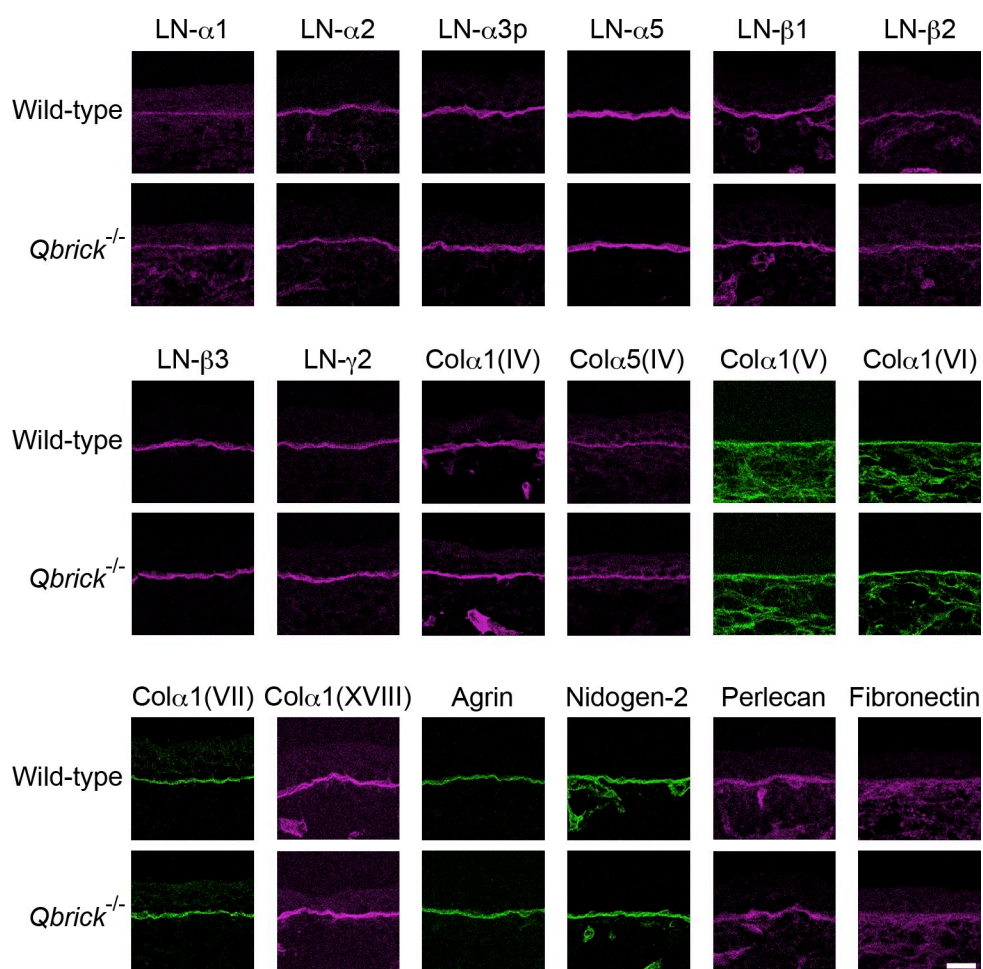 LN-α1 LN-α2 LN-α3p LN-α5 LN-β1 LN-β2
Wild-type
Qbrick-/-
LN-β3 LN-γ2 Colα1(IV) Colα5(IV) Colα1(V) Colα1(VI)
Wild-type
Qbrick-/-
Colα1(VII) Colα1(XVIII) Agrin Nidogen-2 Perlecan Fibronectin
Wild-type
Qbrick-/-